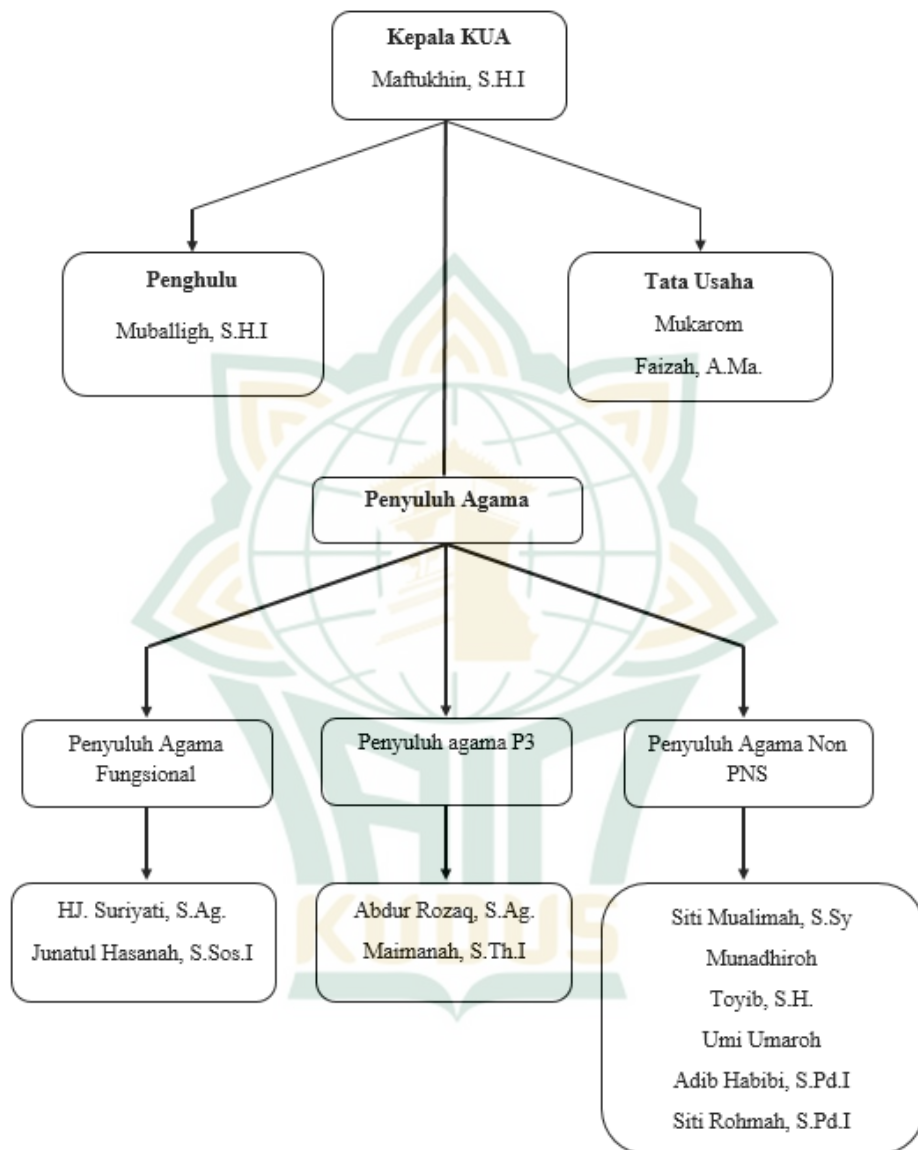 Kepala KUA
Maftukhin, S.H.I
Penghulu
Muballigh, S.H.I
Tata Usaha
Mukarom
Faizah, A.Ma.
Penyuluh Agama
Penyuluh Agama
Fungsional
Penyuluh agama P3
Penyuluh Agama Non
PNS
HJ. Suriyati, S.Ag.
Junatul Hasanah, S.Sos.I
Abdur Rozaq, S.Ag.
Maimanah, S.Th.I
Siti Mualimah, S.Sy
Munadhiroh
Toyib, S.H.
Umi Umaroh
Adib Habibi, S.Pd.I
Siti Rohmah, S.Pd.I
IAIN
KUDUS